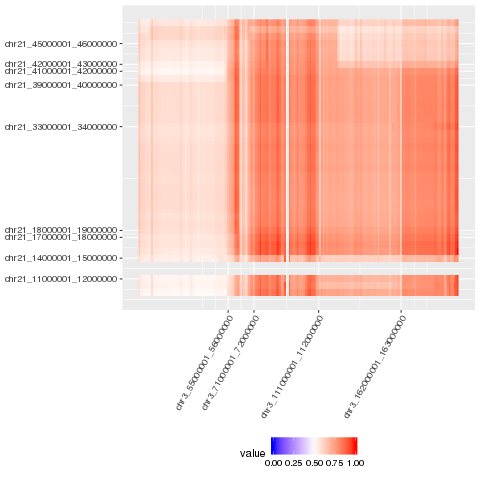 chr21_45000001_46000000
chr21_42000001_43000000
chr21_41000001_42000000
chr21_39000001_40000000
chr21_33000001_34000000
chr21_18000001_19000000
chr21_17000001_18000000
chr21_14000001_15000000
chr21_11000001_12000000
chr3_55000001_56000000
chr3_71000001_72000000
chr3_111000001_112000000
chr3_162000001_163000000
value
0.00 0.25 0.50 0.75 1.00